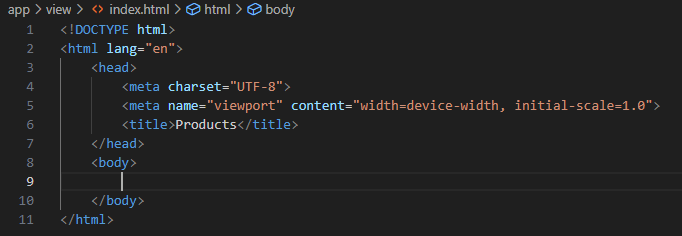 app > view > index.html > html > body
1 <!DOCTYPE html>
2 <html lang="en">
3     <head>
4         <meta charset="UTF-8">
5         <meta name="viewport" content="width=device-width, initial-scale=1.0">
6         <title>Products</title>
7     </head>
8     <body>
9
10     </body>
11 </html>